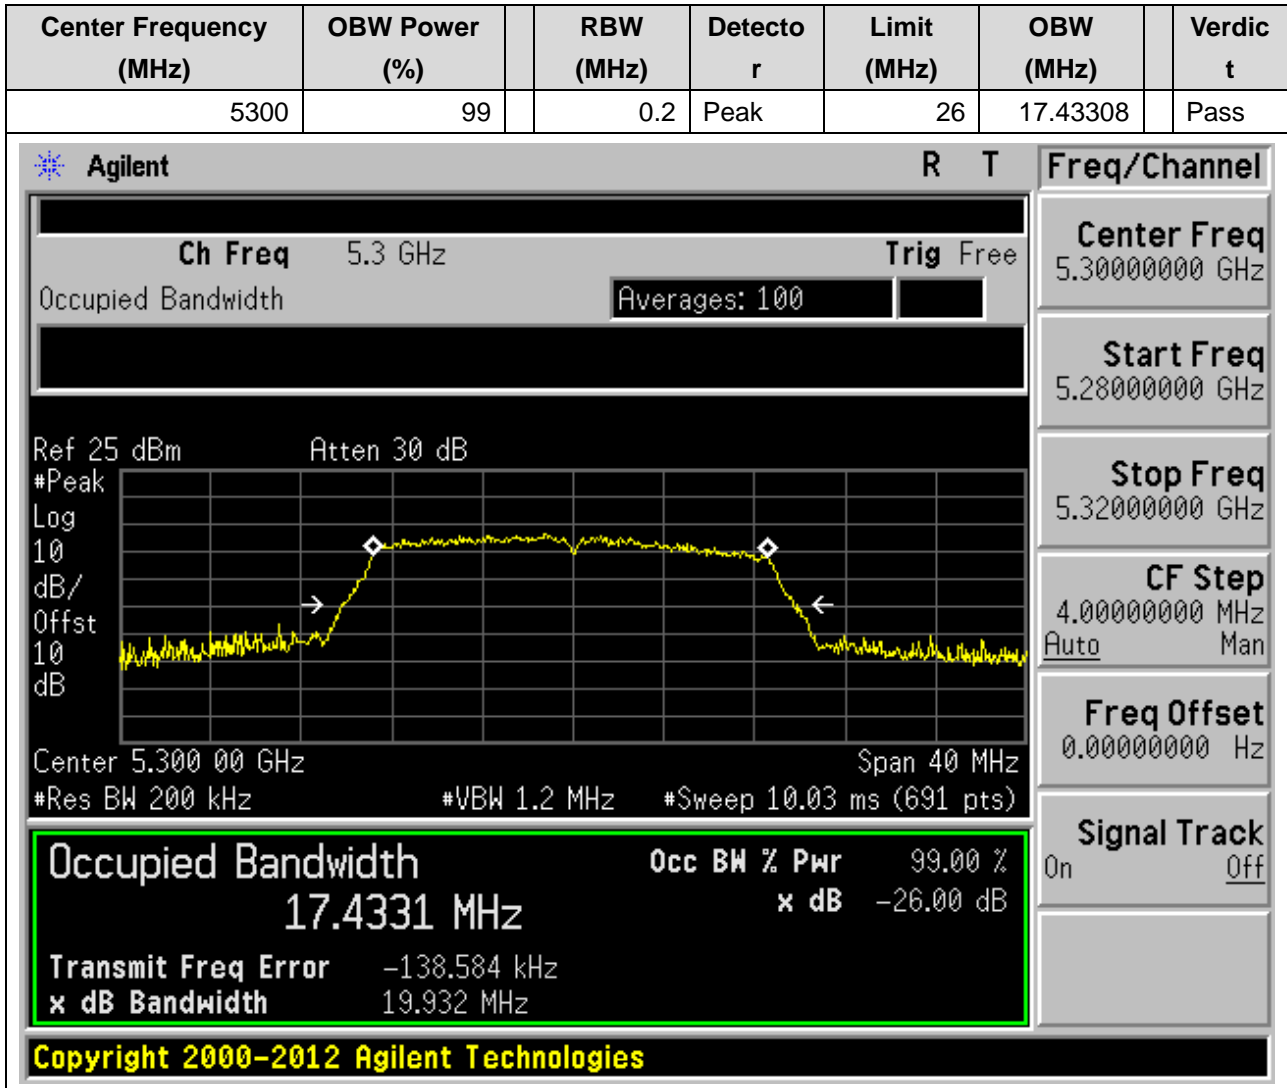 Center Frequency OBW Power RBW Detecto Limit OBW Verdic
(MHz) (%) (MHz) r (MHz) (MHz) t
5300 99 0.2 Peak 26 17.43308 Pass
Agilent R T Freq/Channel
Ch Freq 5.3 GHz Trig Free
Occupied Bandwidth Averages: 100
Center Freq
5.30000000 GHz
Start Freq
5.28000000 GHz
Stop Freq
5.32000000 GHz
CF Step
4.00000000 MHz
Auto Man
Freq Offset
0.00000000 Hz
Signal Track
On Off
Ref 25 dBm Atten 30 dB
#Peak
Log
10
dB/
Offst
10
dB
Center 5.300 00 GHz Span 40 MHz
#Res BW 200 kHz #VBW 1.2 MHz #Sweep 10.03 ms (691 pts)
Occupied Bandwidth Occ BW % Pwr 99.00 %
17.4331 MHz x dB -26.00 dB
Transmit Freq Error -138.584 kHz
x dB Bandwidth 19.932 MHz
Copyright 2000-2012 Agilent Technologies